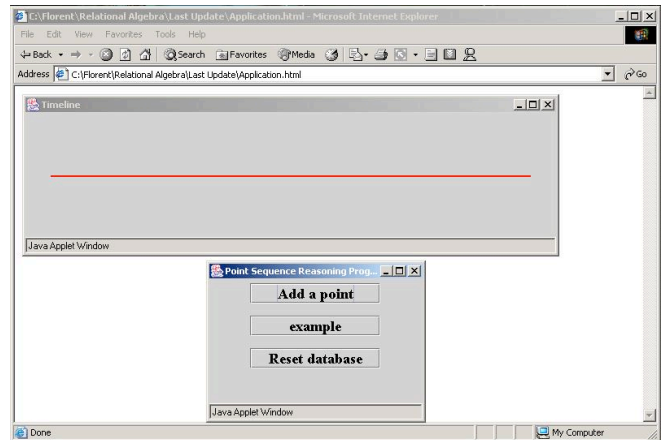 C:\Florent\Relational Algebra\Last Update\Application.html - Microsoft Internet Explorer
File Edit View Favorites Tools Help
Back Search Favorites Media
Address C:\Florent\Relational Algebra\Last Update\Application.html Go
Timeline
Java Applet Window
Point Sequence Reasoning Prog...
Add a point
example
Reset database
Java Applet Window
Done My Computer